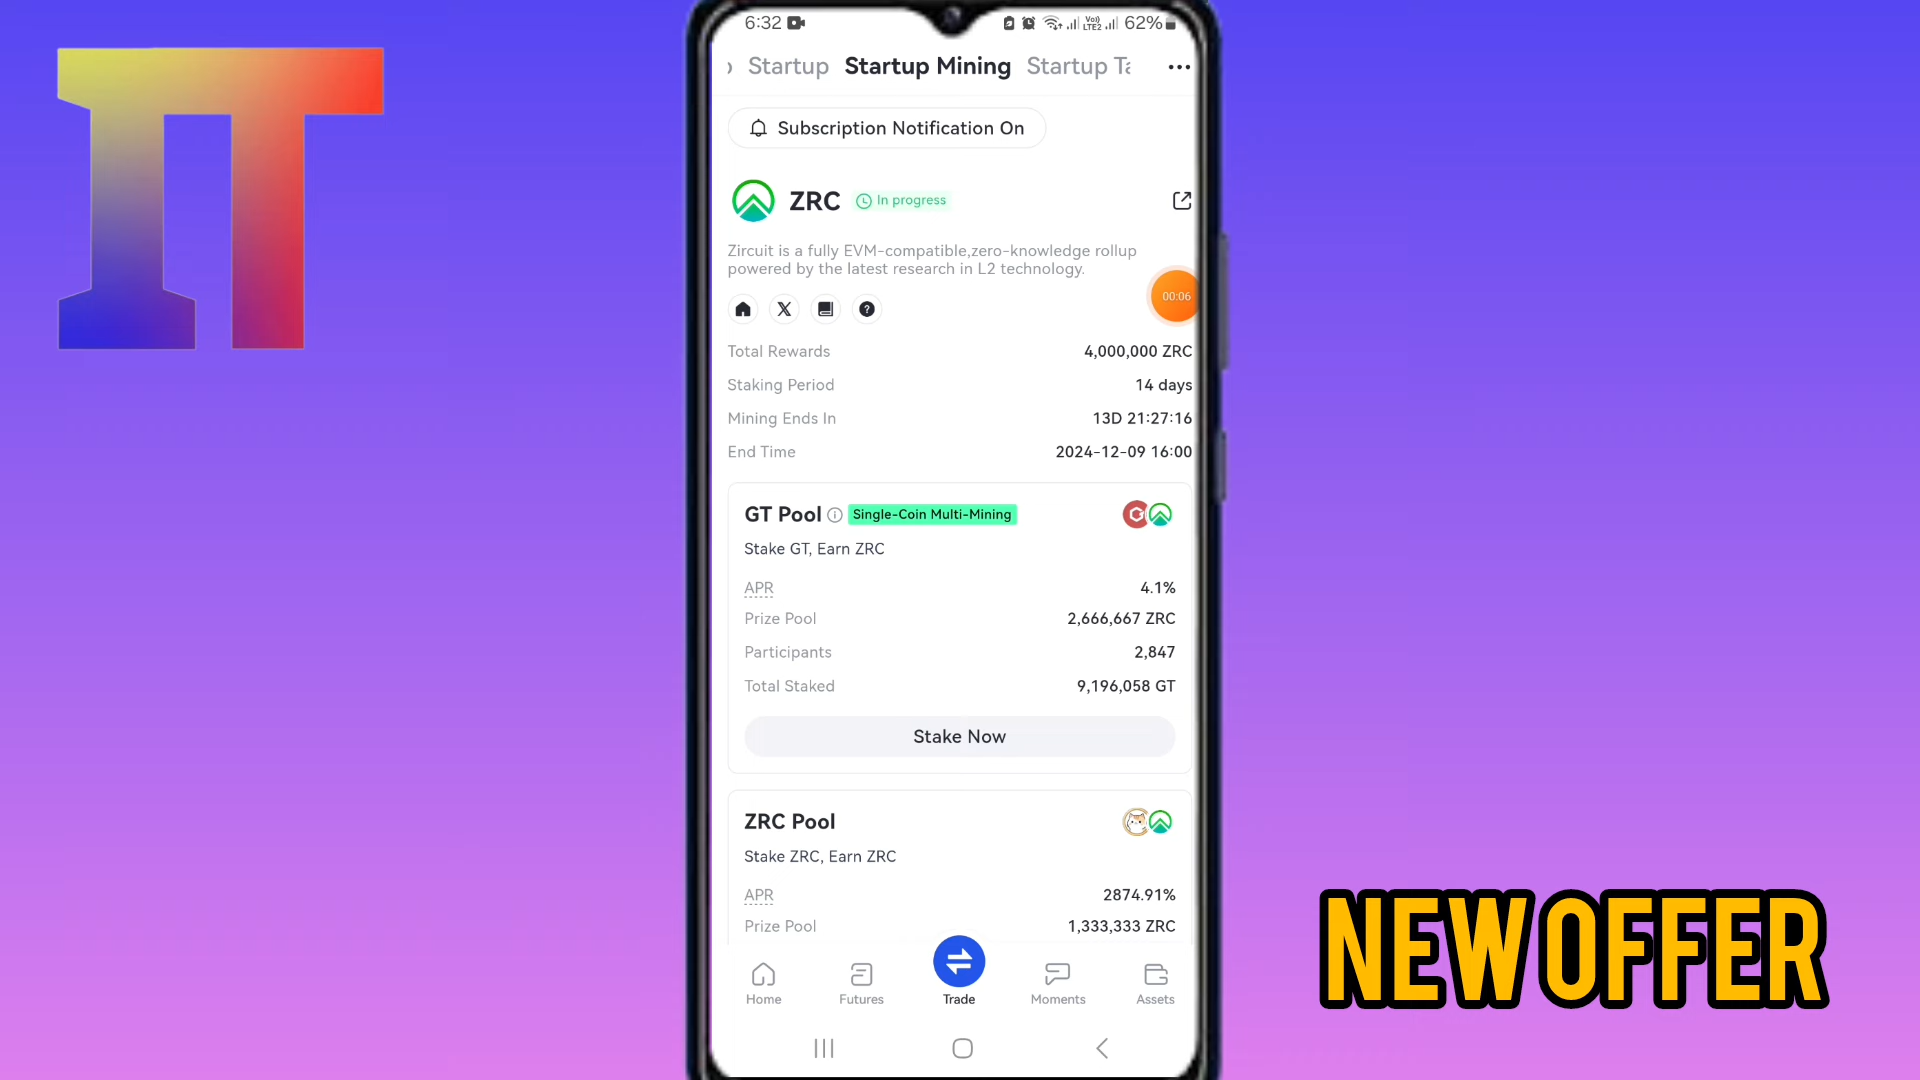 IT
6:32 Vo) LTE2 62%
Startup Startup Mining Startup
Subscription Notification On
ZRC In progress
Zircuit is a fully EVM-compatible,zero-knowledge rollup
powered by the latest research in L2 technology.
00:06
Total Rewards 4,000,000 ZRC
Staking Period 14 days
Mining Ends In 13D 21:27:16
End Time 2024-12-09 16:00
GT Pool Single-Coin Multi-Mining
Stake GT, Earn ZRC
APR 4.1%
Prize Pool 2,666,667 ZRC
Participants 2,847
Total Staked 9,196,058 GT
Stake Now
ZRC Pool
Stake ZRC, Earn ZRC
APR 2874.91%
Prize Pool 1,333,333 ZRC
Home Futures Trade Moments Assets
NEW OFFER